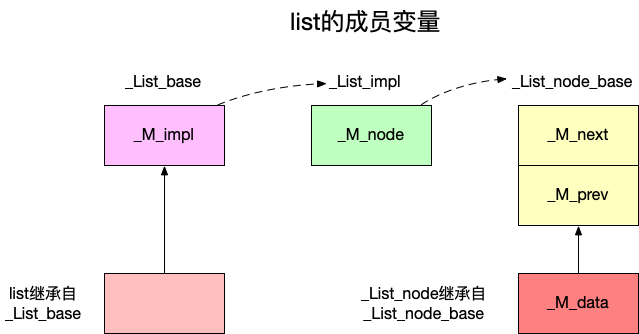 list的成员变量
_List_base
_List_impl
_List_node_base
_M_impl
_M_node
_M_next
_M_prev
list继承自
_List_base
_List_node继承自
_List_node_base
_M_data